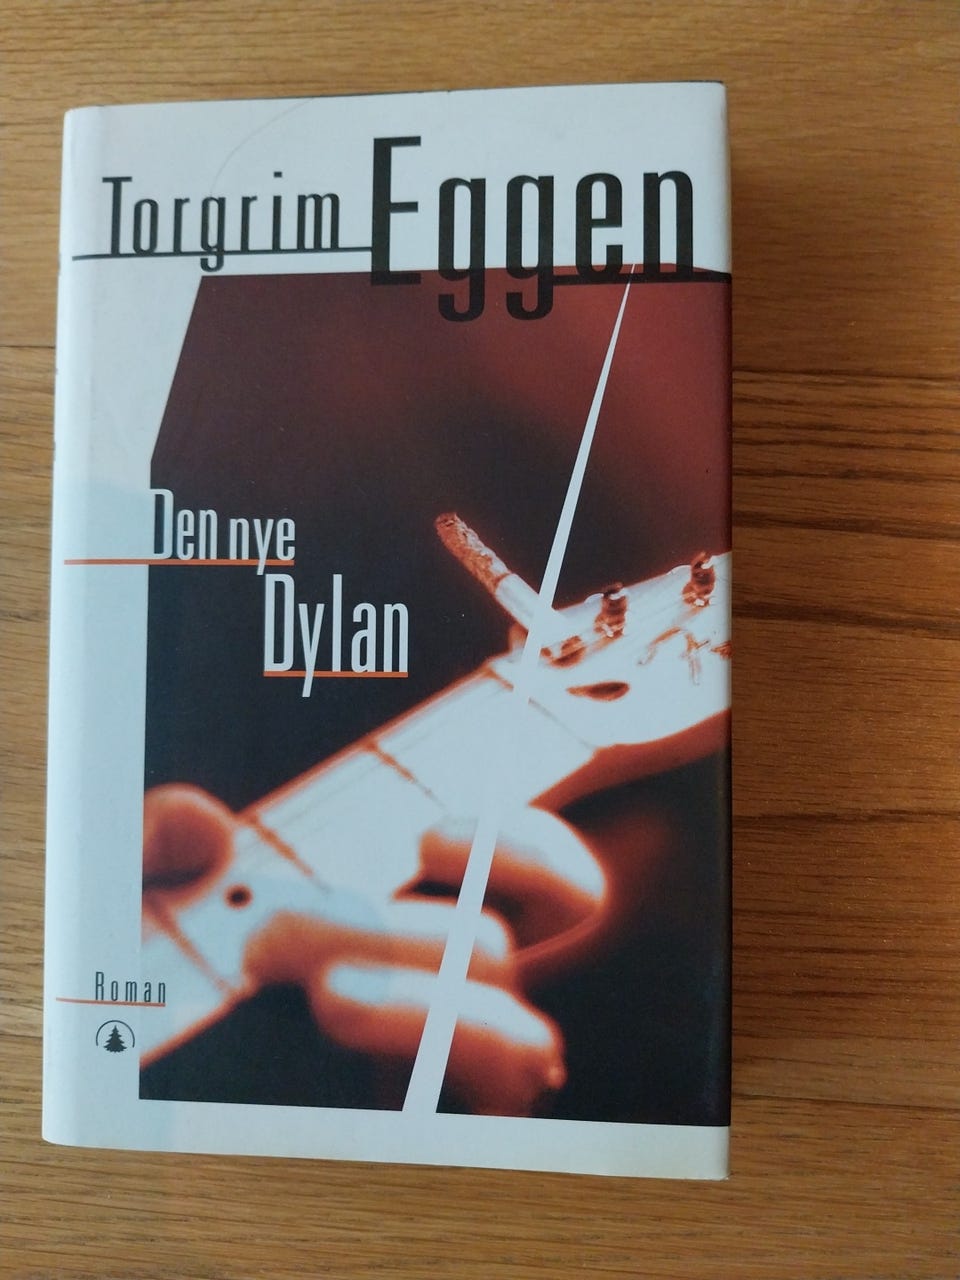 Torgrim Eggen
Den nye
Dylan
Roman